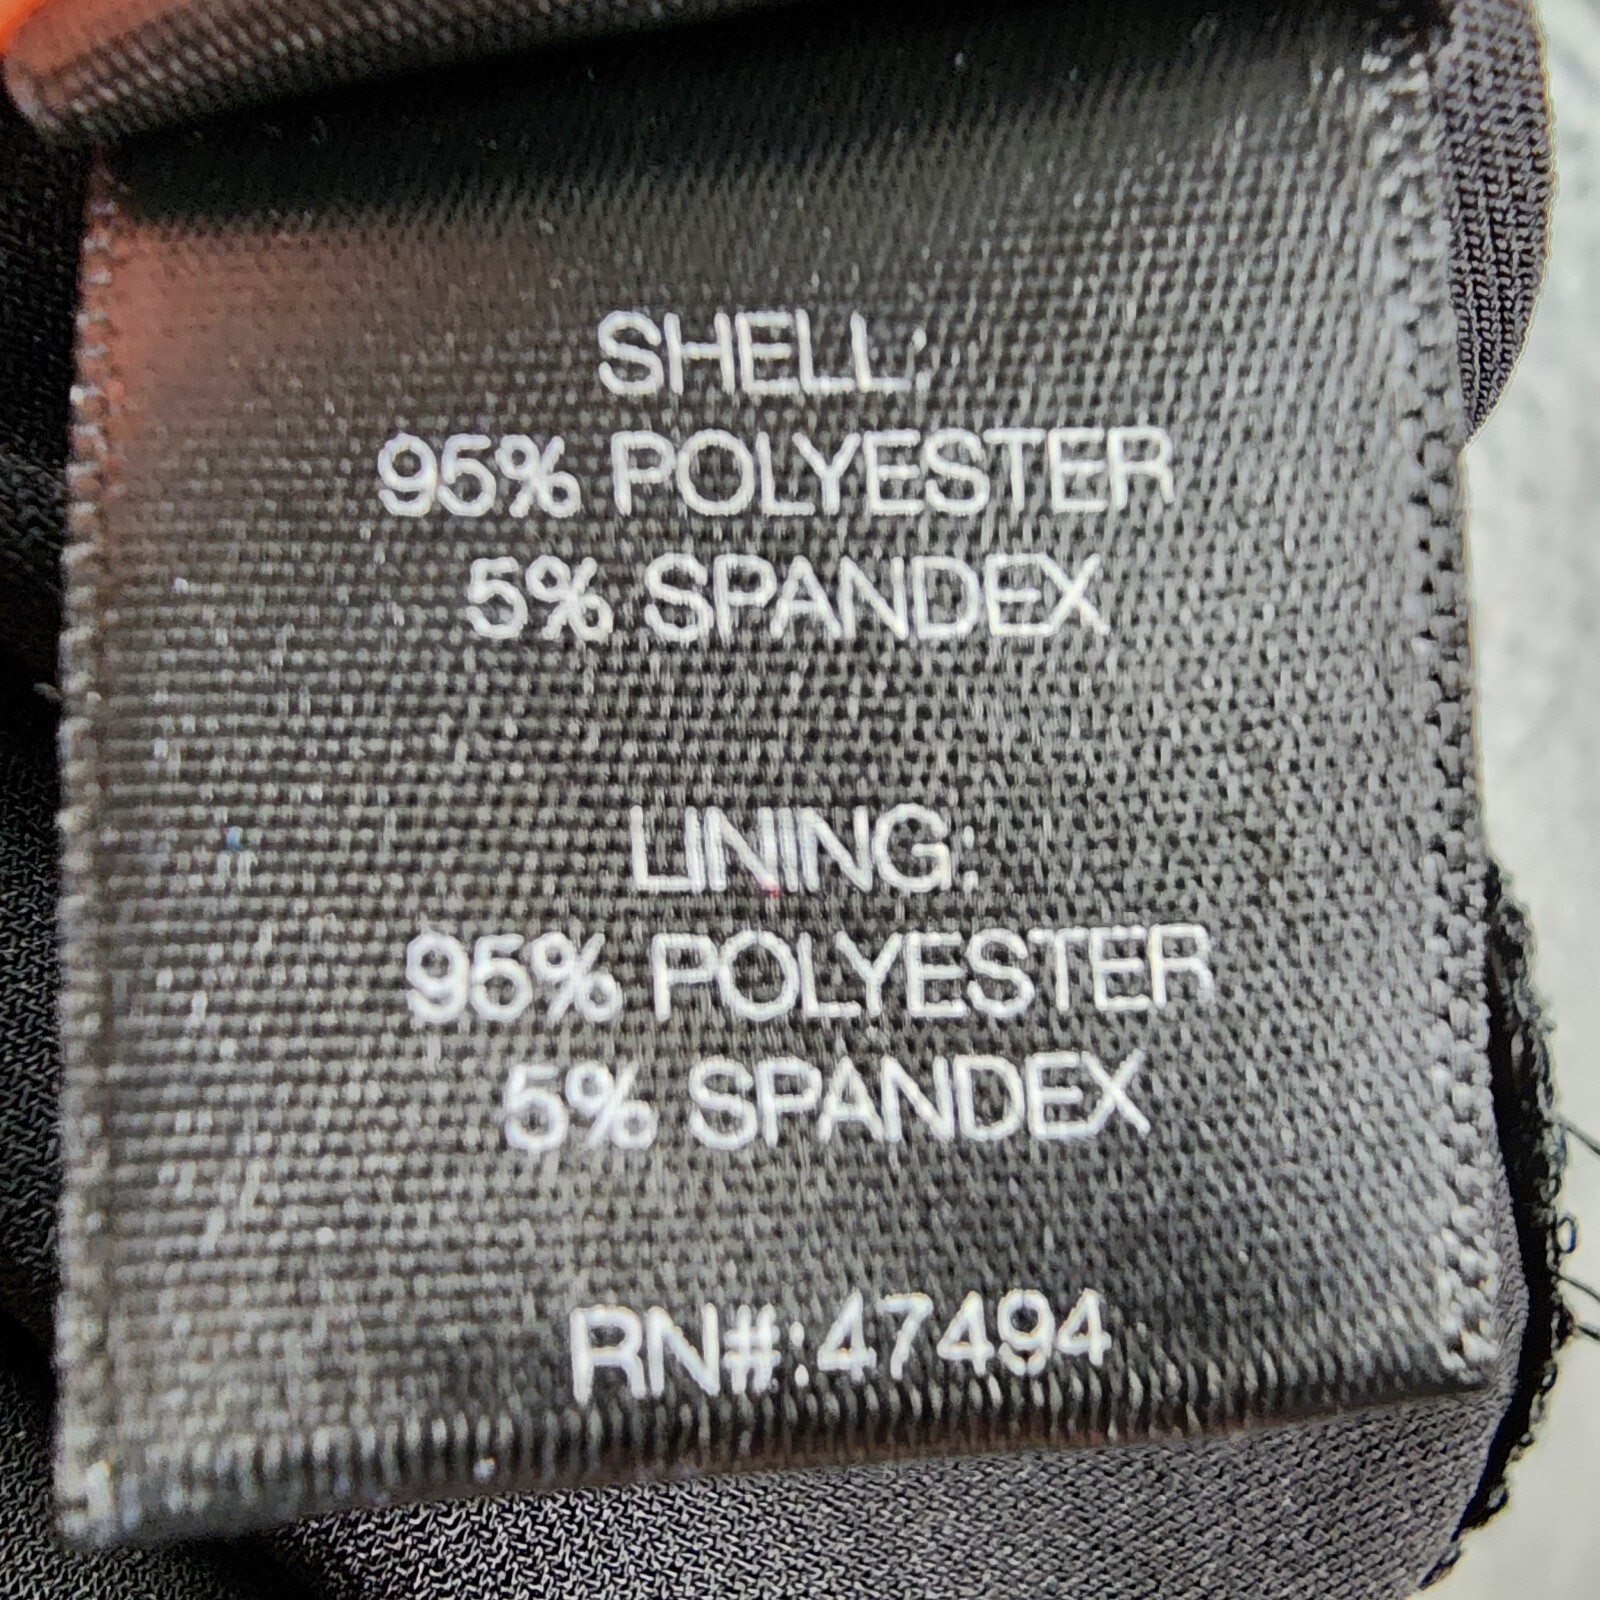 SHELL:
95% POLYESTER
5% SPANDEX
LINING:
95% POLYESTER
5% SPANDEX
RN#:47494